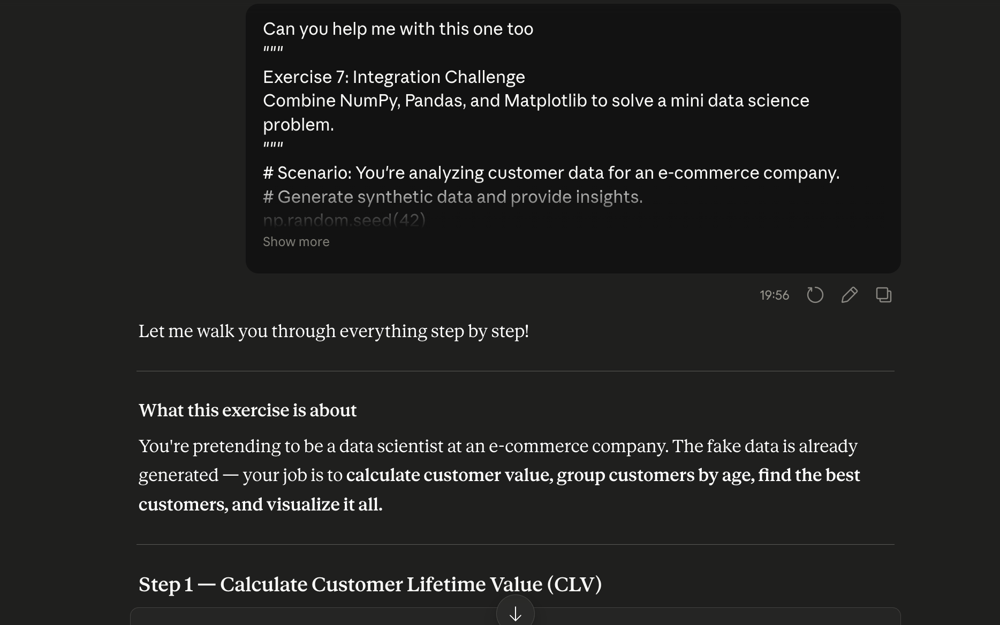 Can you help me with this one too
"""
Exercise 7: Integration Challenge
Combine NumPy, Pandas, and Matplotlib to solve a mini data science
problem.
"""
# Scenario: You're analyzing customer data for an e-commerce company.
# Generate synthetic data and provide insights.
np.random.seed(42)
Show more
19:56
Let me walk you through everything step by step!
What this exercise is about
You're pretending to be a data scientist at an e-commerce company. The fake data is already
generated — your job is to calculate customer value, group customers by age, find the best
customers, and visualize it all.
Step 1 — Calculate Customer Lifetime Value (CLV)